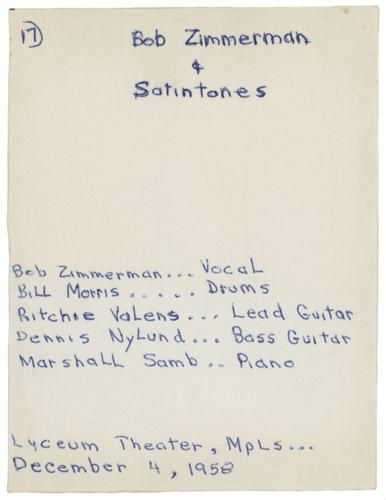 17
Bob Zimmerman
&
Satintones
Bob Zimmerman... Vocal
Bill Morris ..... Drums
Ritchie Valens... Lead Guitar
Dennis Nylund... Bass Guitar
Marshall Samb.. Piano
Lyceum Theater, Mpls...
December 4, 1958